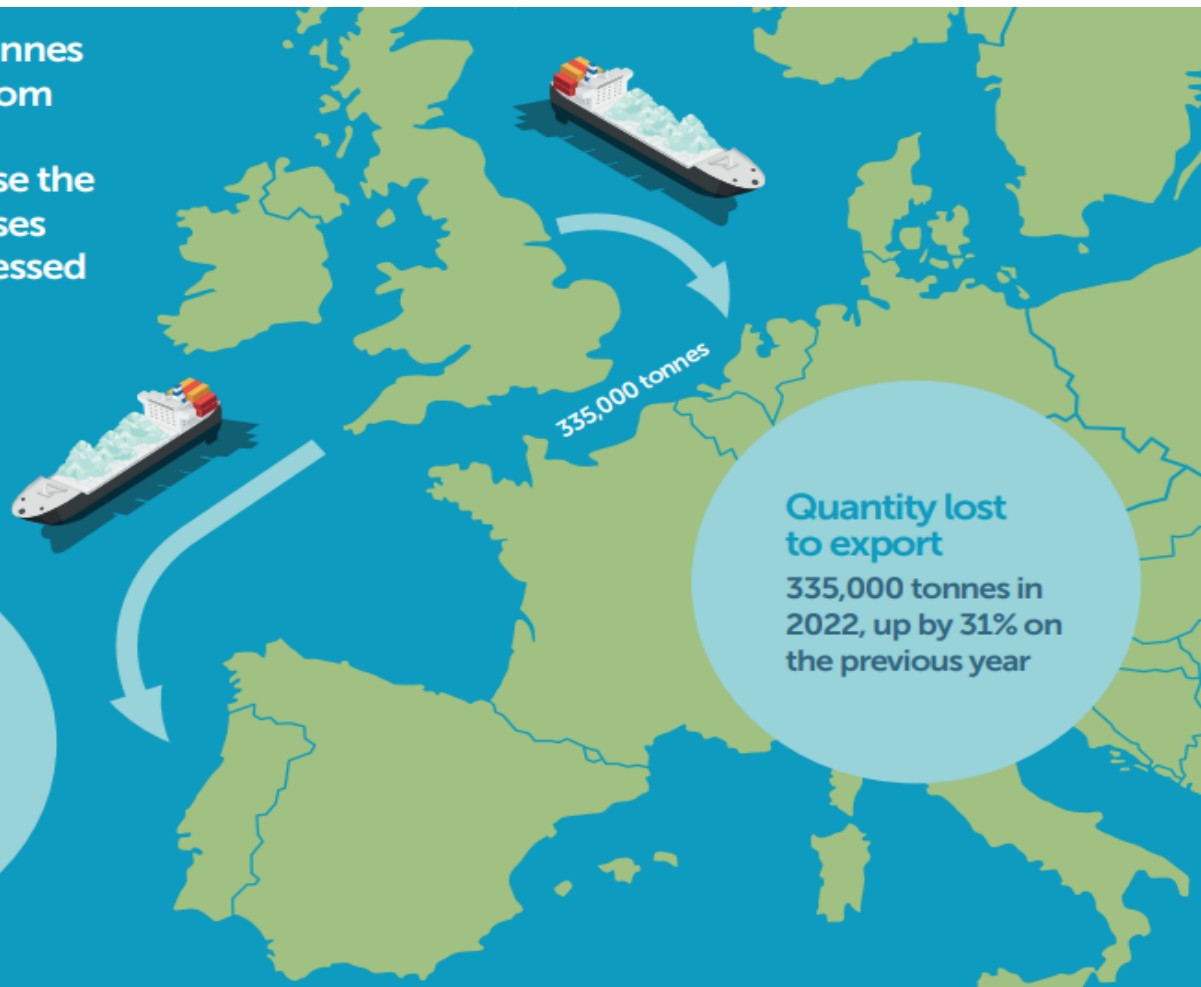 nnes
om
se the
ses
essed
335,000 tonnes
Quantity lost
to export
335,000 tonnes in
2022, up by 31% on
the previous year